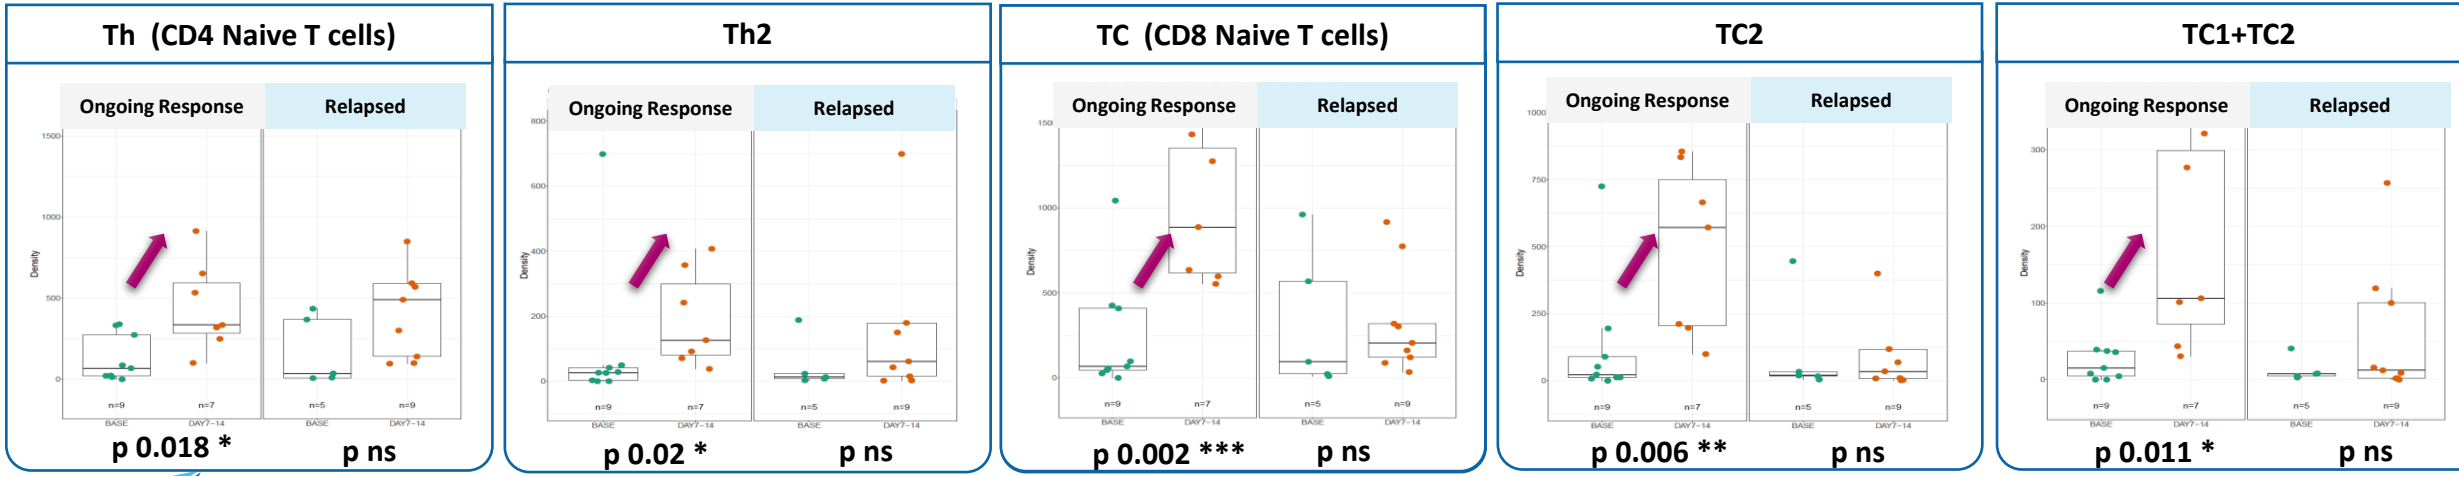 Th (CD4 Naive T cells)
Ongoing Response Relapsed
1500
1000
500
0
Density
n=9 n=7 n=5 n=9
BASE DAY7-14 BASE DAY7-14
p 0.018 * p ns
Th2
Ongoing Response Relapsed
800
600
400
200
0
Density
n=9 n=7 n=5 n=9
BASE DAY7-14 BASE DAY7-14
p 0.02 * p ns
TC (CD8 Naive T cells)
Ongoing Response Relapsed
1500
1000
500
0
Density
n=9 n=7 n=5 n=9
BASE DAY7-14 BASE DAY7-14
p 0.002 *** p ns
TC2
Ongoing Response Relapsed
1000
750
500
250
0
Density
n=9 n=7 n=5 n=9
BASE DAY7-14 BASE DAY7-14
p 0.006 ** p ns
TC1+TC2
Ongoing Response Relapsed
300
200
100
0
Density
n=9 n=7 n=5 n=9
BASE DAY7-14 BASE DAY7-14
p 0.011 * p ns